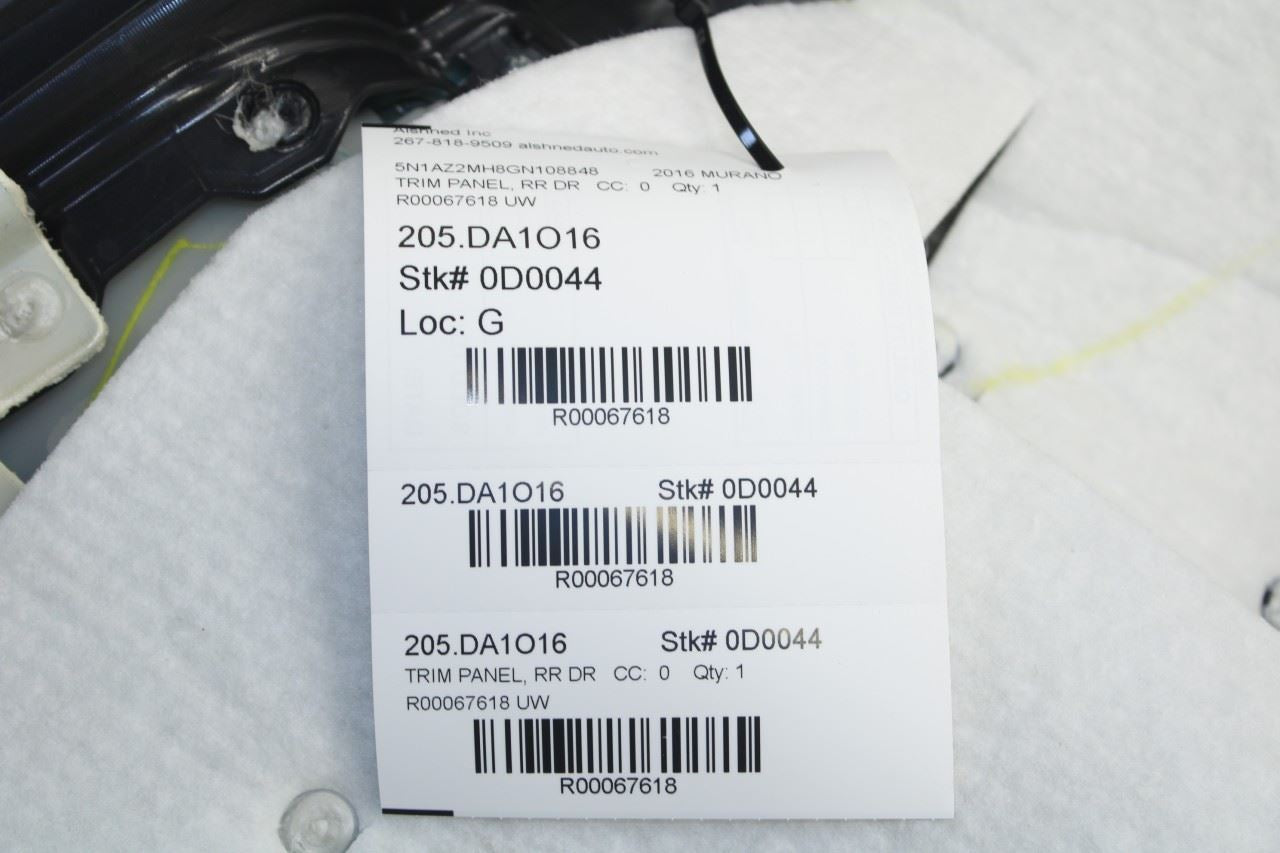 Alshned Inc
267-818-9509 alshnedauto.com
5N1AZ2MH8GN108848 2016 MURANO
TRIM PANEL, RR DR CC: 0 Qty: 1
R00067618 UW
205.DA1O16
Stk# 0D0044
Loc: G
R00067618
205.DA1O16 Stk# 0D0044
R00067618
205.DA1O16 Stk# 0D0044
TRIM PANEL, RR DR CC: 0 Qty: 1
R00067618 UW
R00067618